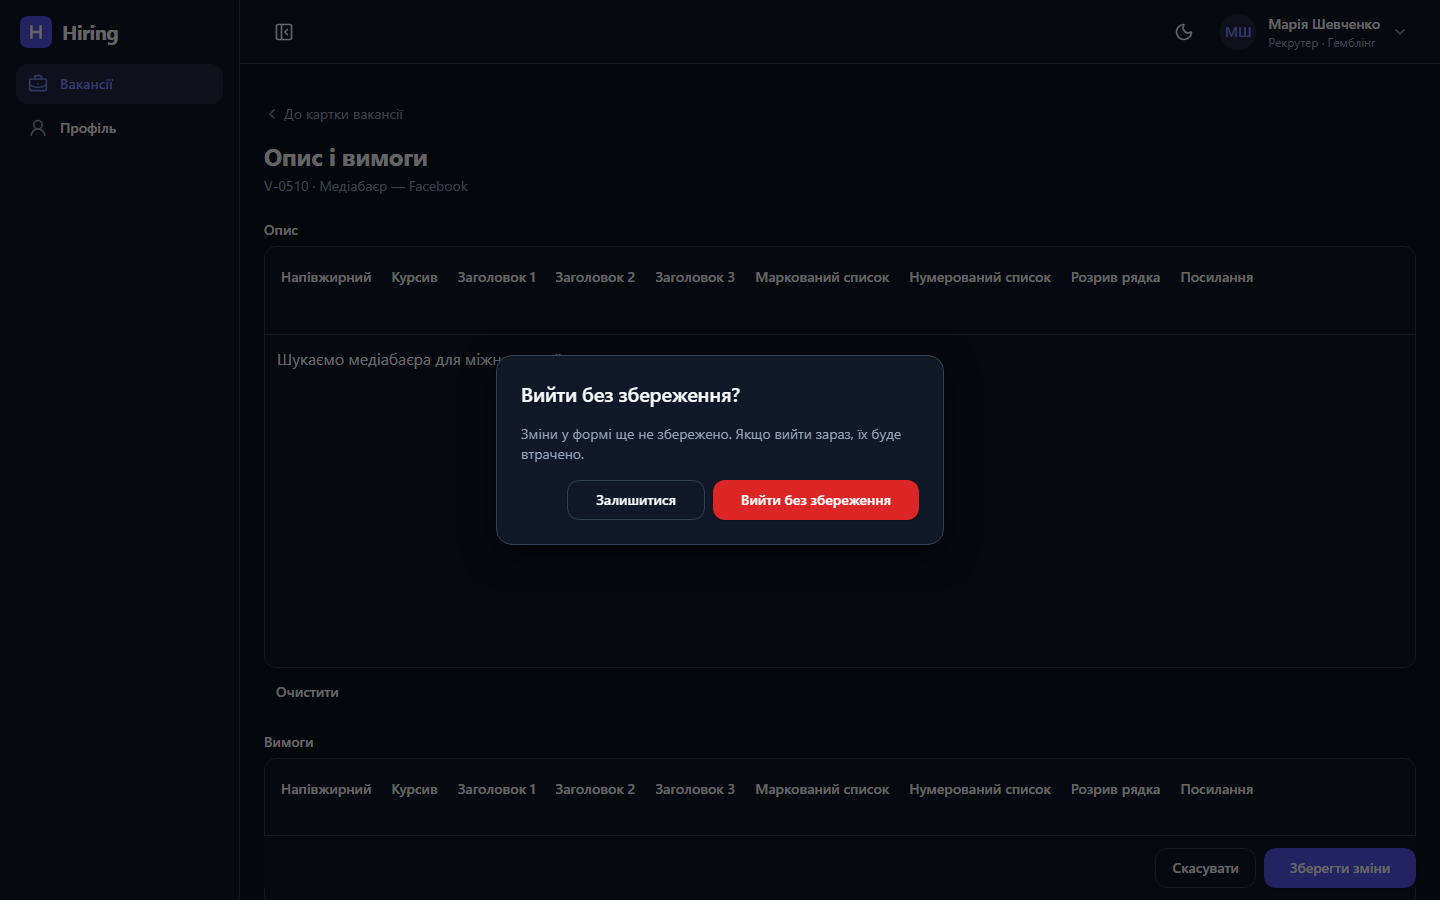 H Hiring
Вакансії
Профіль
МШ
Марія Шевченко
Рекрутер · Гемблінг
До картки вакансії
Опис і вимоги
V-0510 · Медіабаєр — Facebook
Опис
Напівжирний Курсив Заголовок 1 Заголовок 2 Заголовок 3 Маркований список Нумерований список Розрив рядка Посилання
Шукаємо медіабаєра для
Вийти без збереження?
Зміни у формі ще не збережено. Якщо вийти зараз, їх буде
втрачено.
Залишитися Вийти без збереження
Очистити
Вимоги
Напівжирний Курсив Заголовок 1 Заголовок 2 Заголовок 3 Маркований список Нумерований список Розрив рядка Посилання
Скасувати Зберегти зміни